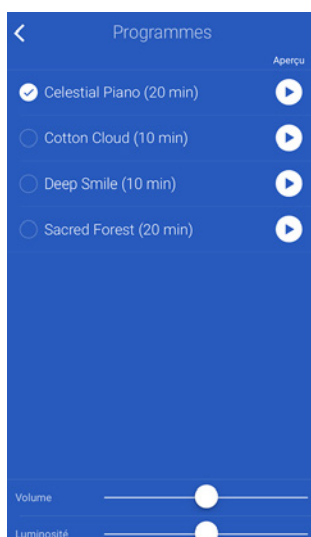 Programmes
Aperçu
Celestial Piano (20 min)
Cotton Cloud (10 min)
Deep Smile (10 min)
Sacred Forest (20 min)
Volume
Luminosité